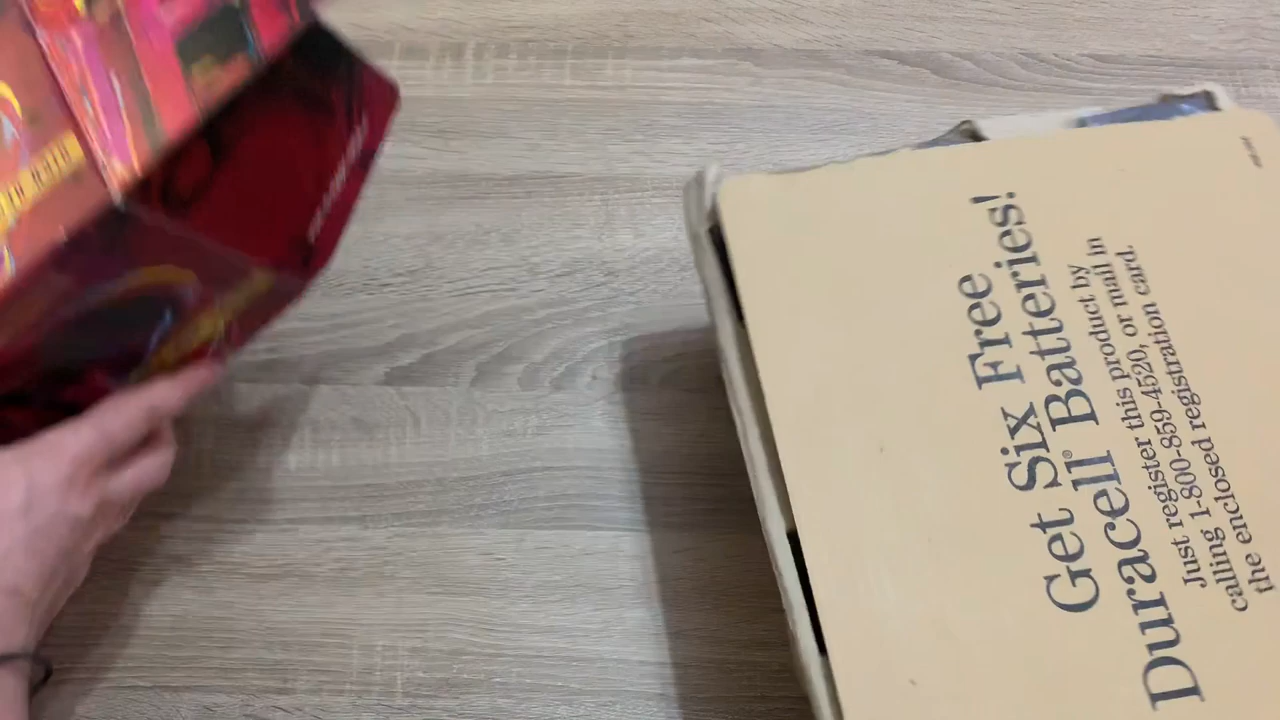 Get Six Free
Duracell® Batteries!
Just register this product by
calling 1-800-859-4520, or mail in
the enclosed registration card.